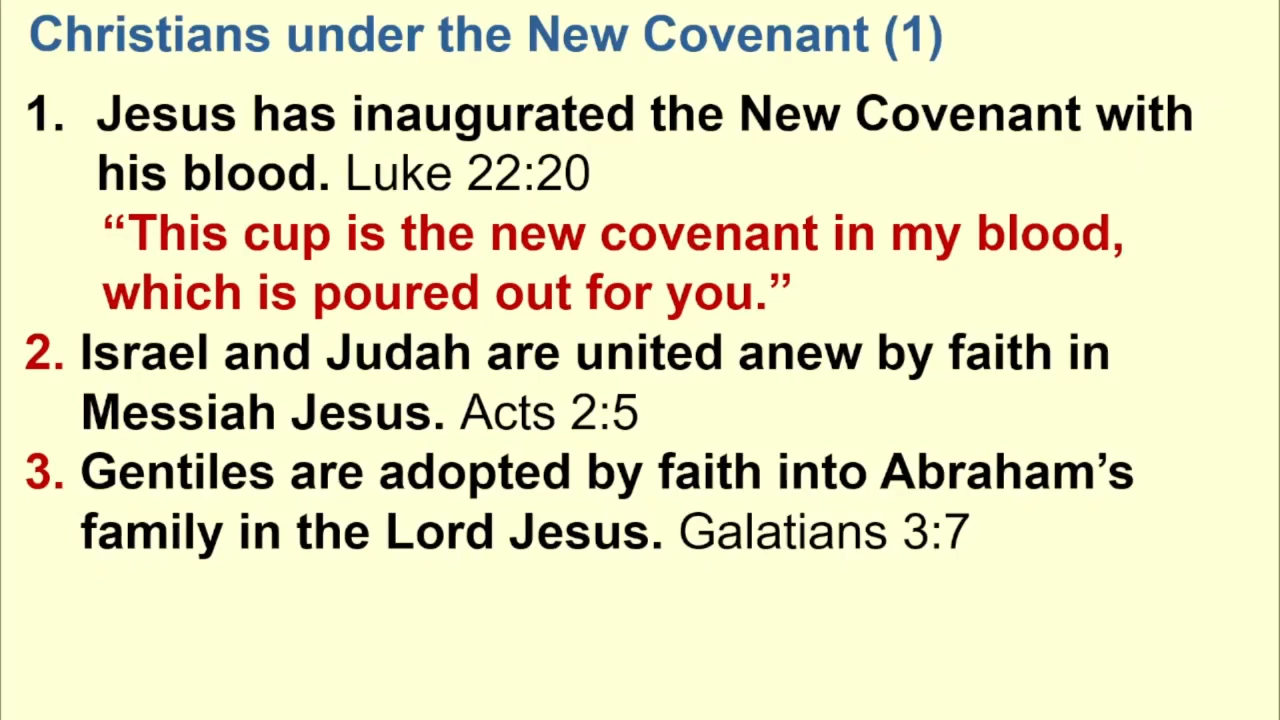 Christians under the New Covenant (1)
1. Jesus has inaugurated the New Covenant with
his blood. Luke 22:20
“This cup is the new covenant in my blood,
which is poured out for you.”
2. Israel and Judah are united anew by faith in
Messiah Jesus. Acts 2:5
3. Gentiles are adopted by faith into Abraham’s
family in the Lord Jesus. Galatians 3:7